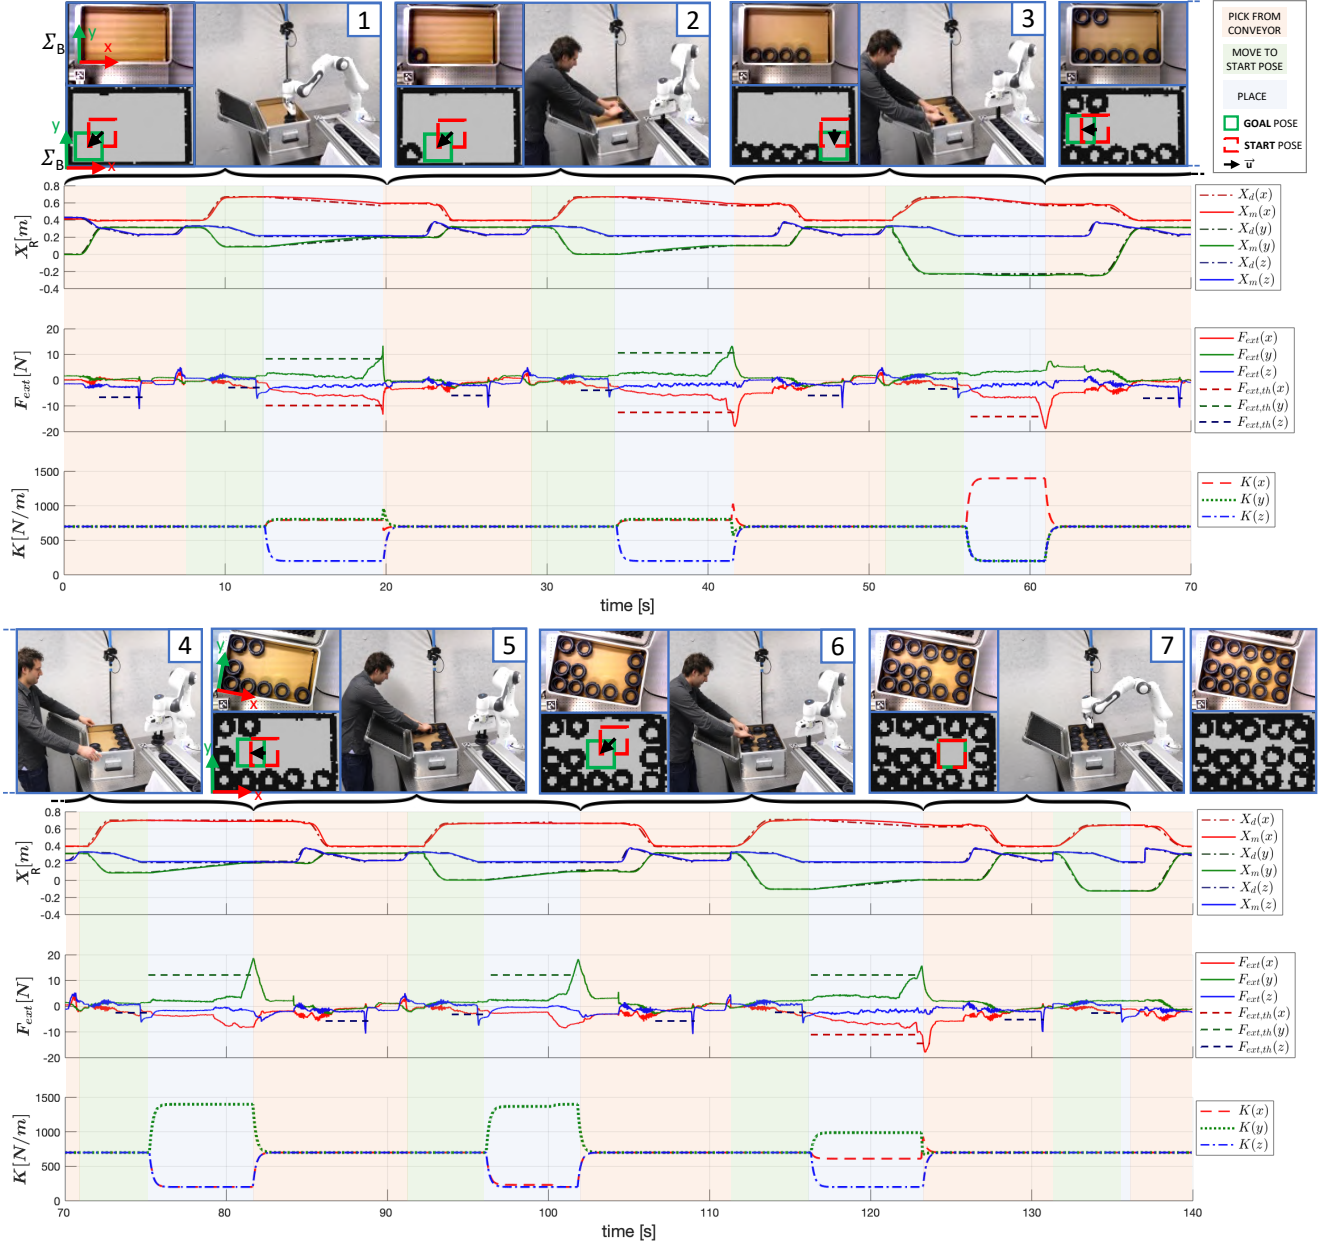 1
2
3
Σ_B
y
x
y
Σ_B
x
PICK FROM
CONVEYOR
MOVE TO
START POSE
PLACE
GOAL POSE
START POSE
u⃗
X_R[m]
0.8
0.6
0.4
0.2
0
-0.2
-0.4
X_d(x)
X_m(x)
X_d(y)
X_m(y)
X_d(z)
X_m(z)
F_ext[N]
20
10
0
-10
-20
F_ext(x)
F_ext(y)
F_ext(z)
F_ext,th(x)
F_ext,th(y)
F_ext,th(z)
K[N/m]
1500
1000
500
0
K(x)
K(y)
K(z)
0 10 20 30 40 50 60 70
time [s]
4
5
6
7
y
x
y
x
X_R[m]
0.8
0.6
0.4
0.2
0
-0.2
-0.4
X_d(x)
X_m(x)
X_d(y)
X_m(y)
X_d(z)
X_m(z)
F_ext[N]
20
10
0
-10
-20
F_ext(x)
F_ext(y)
F_ext(z)
F_ext,th(x)
F_ext,th(y)
F_ext,th(z)
K[N/m]
1500
1000
500
0
K(x)
K(y)
K(z)
70 80 90 100 110 120 130 140
time [s]